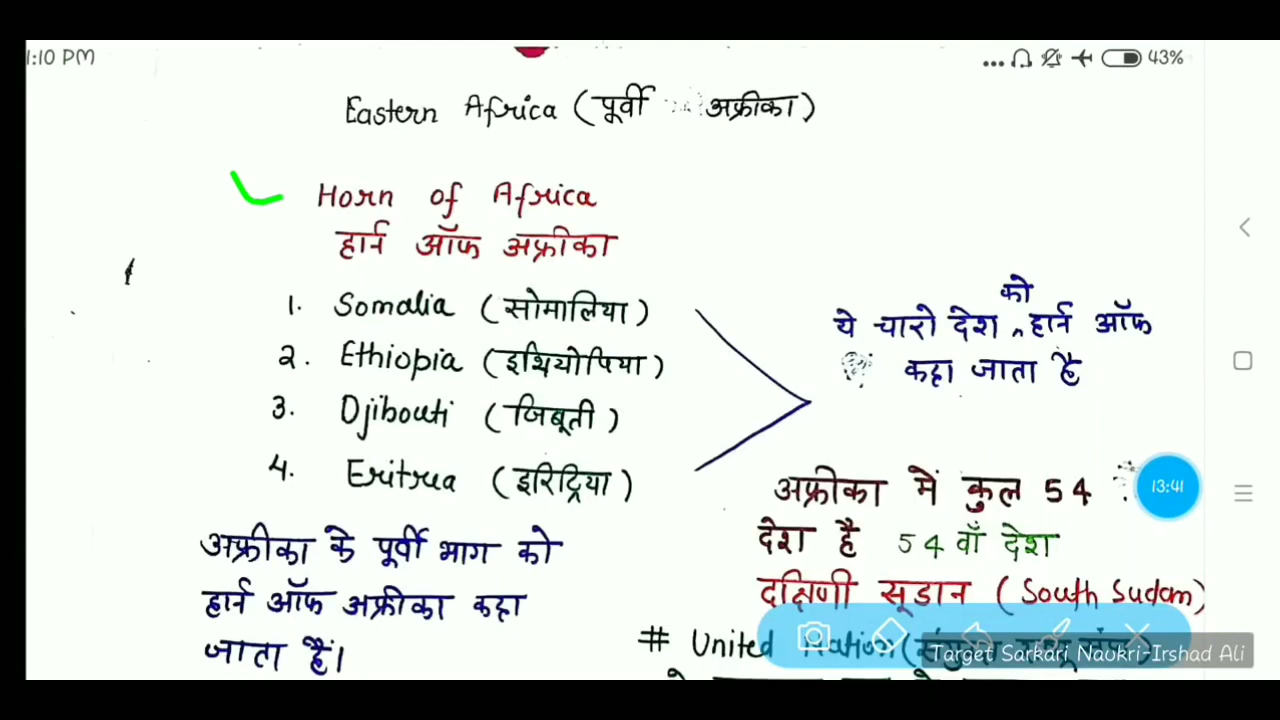 1:10 PM
43%
Eastern Africa (पूर्वी अफ्रीका)
Horn of Africa
हार्न ऑफ अफ्रीका
1. Somalia (सोमालिया)
2. Ethiopia (इथियोपिया)
3. Djibouti (जिबूती)
4. Eritrea (इरिट्रिया)
को
ये चारो देश ^ हार्न ऑफ
कहा जाता है
अफ्रीका के पूर्वी भाग को
हार्न ऑफ अफ्रीका कहा
जाता हैं।
अफ्रीका में कुल 54
देश है 54 वाँ देश
दक्षिणी सूडान (South Sudan)
# United Nation (संयुक्त राष्ट्र संघ)
13:41
Target Sarkari Naukri-Irshad Ali